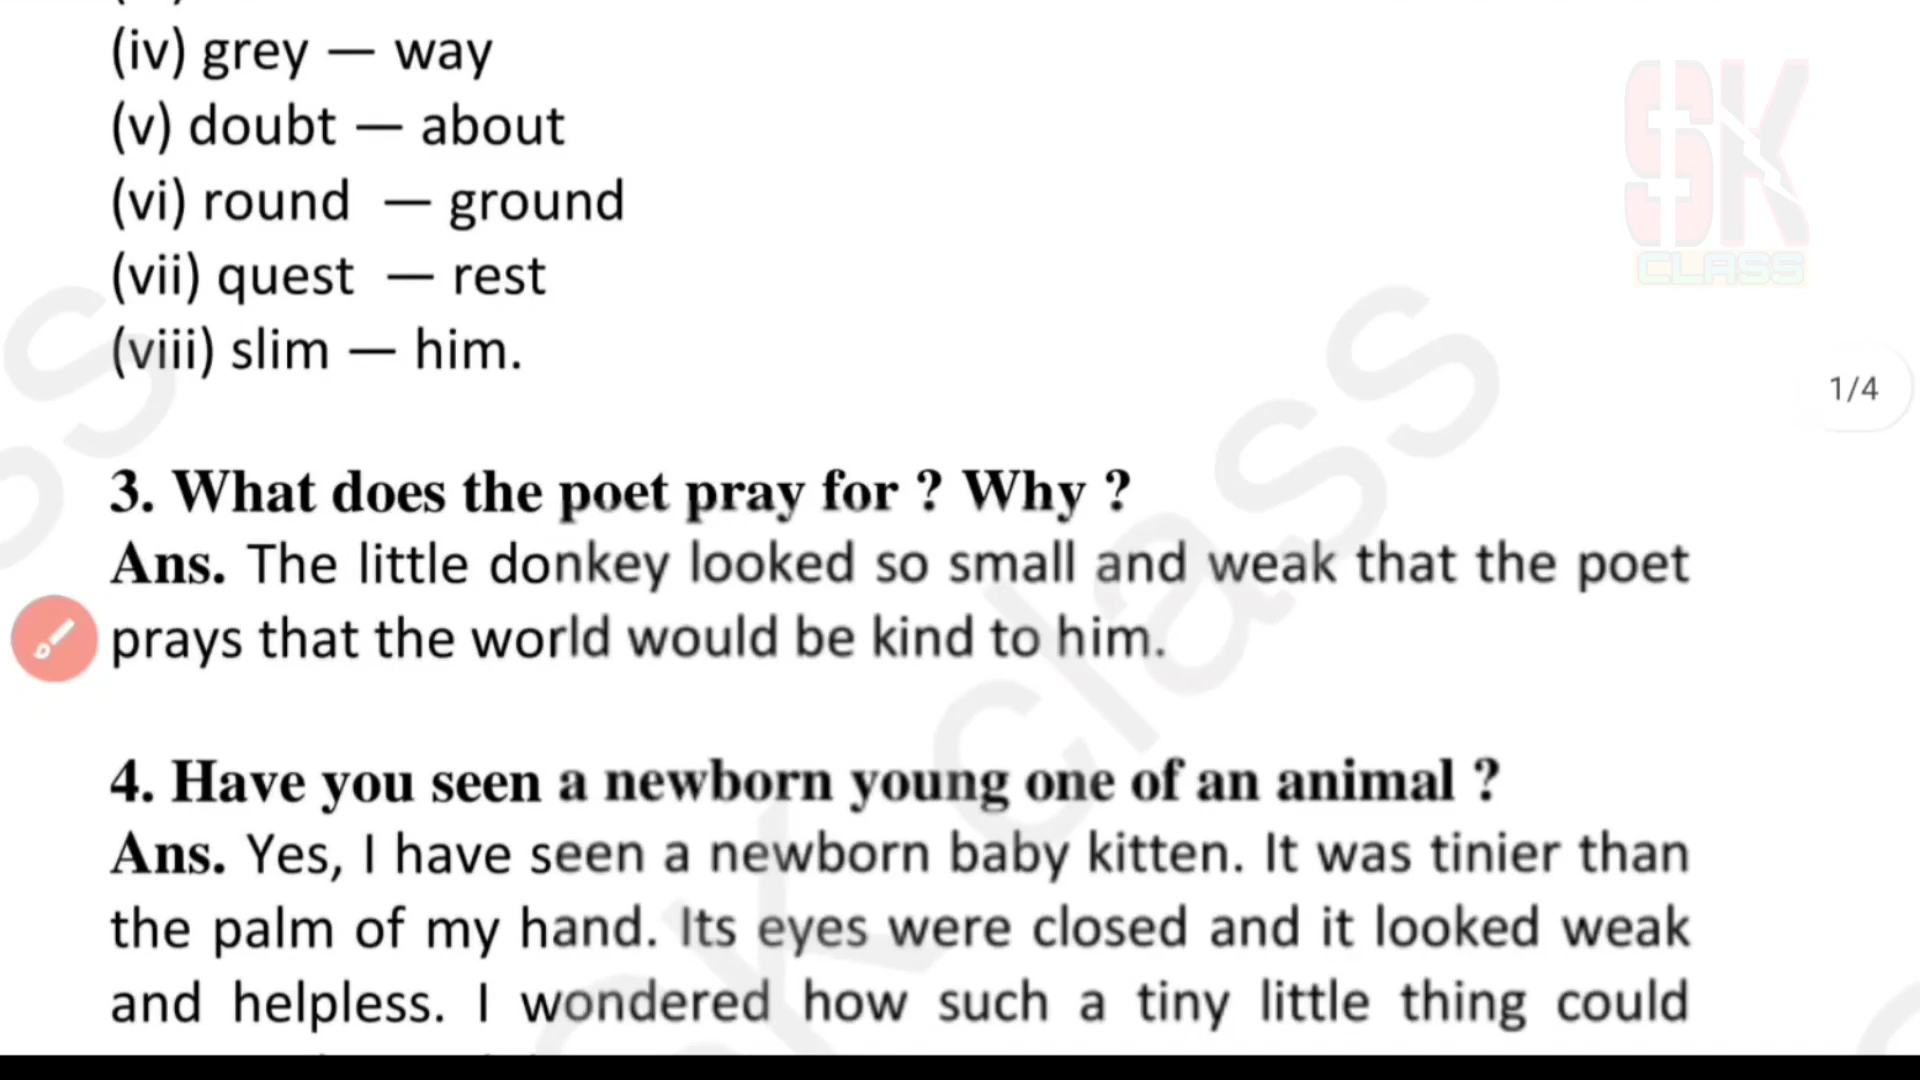 (iv) grey — way
(v) doubt — about
(vi) round — ground
(vii) quest — rest
(viii) slim — him.
SK
CLASS
1/4
3. What does the poet pray for ? Why ?
Ans. The little donkey looked so small and weak that the poet
prays that the world would be kind to him.
4. Have you seen a newborn young one of an animal ?
Ans. Yes, I have seen a newborn baby kitten. It was tinier than
the palm of my hand. Its eyes were closed and it looked weak
and helpless. I wondered how such a tiny little thing could
SK class